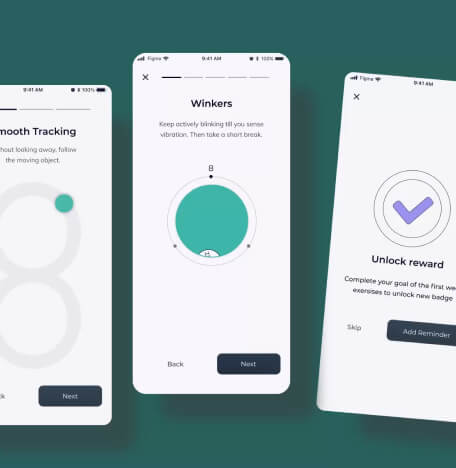 9:41 AM
100%
mooth Tracking
hout looking away, follow
the moving object.
ck
Next
Figma
9:41 AM
100%
Winkers
Keep actively blinking till you sense
vibration. Then take a short break.
8
Back
Next
Figma
9:41 AM
Unlock reward
Complete your goal of the first we
exersises to unlock new badge
Skip
Add Reminder